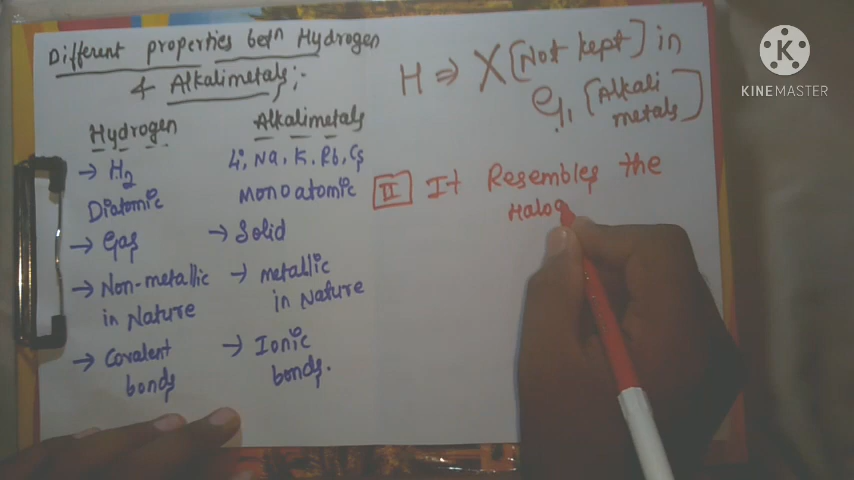 Different properties betn Hydrogen
& Alkalimetals;-
Hydrogen
→ H2
Diatomic
→ Gas
→ Non-metallic
in Nature
→ Covalent
bonds
Alkalimetals
Li, Na, K, Rb, Cs
Monoatomic
→ Solid
→ metallic
in Nature
→ Ionic
bonds.
H ⇒ X [Not kept] in
G1 [Alkali
metals]
II It Resembles the
Halog
K
KINEMASTER